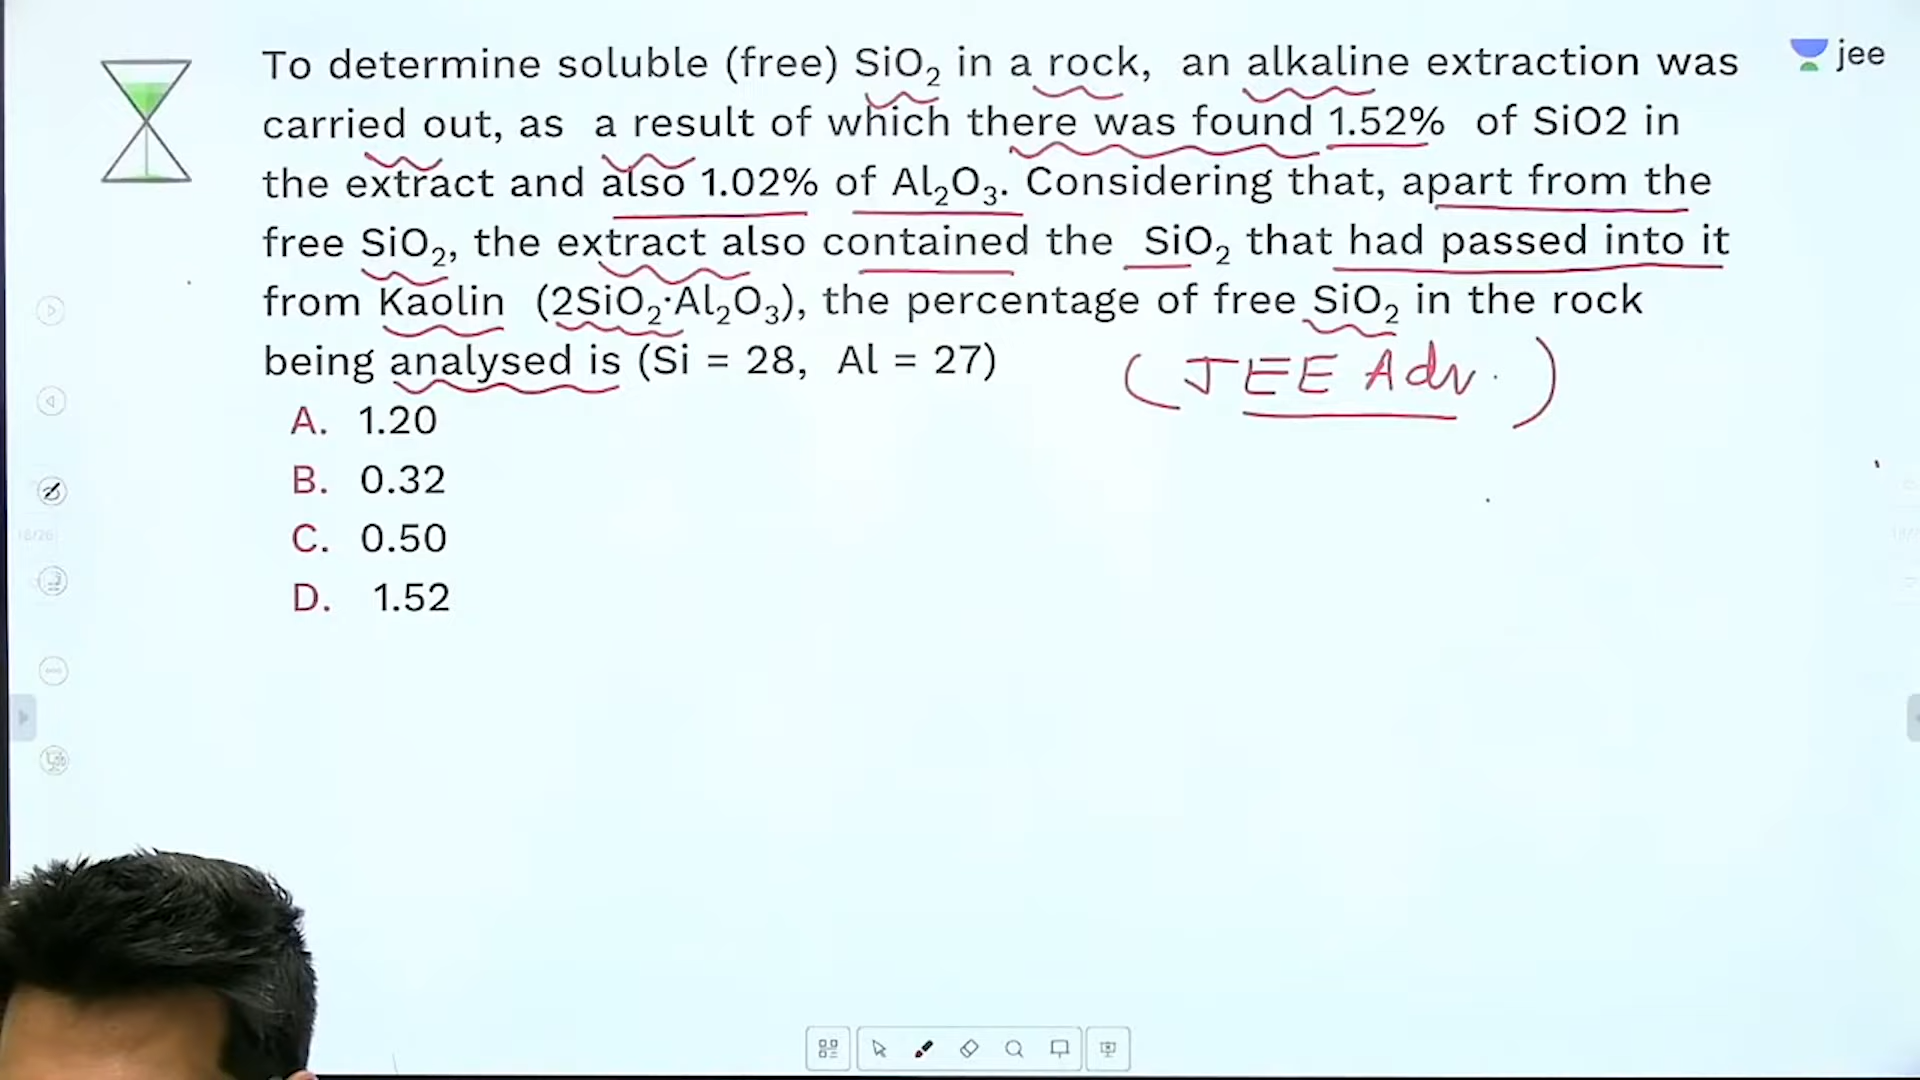 To determine soluble (free) SiO₂ in a rock, an alkaline extraction was
jee
carried out, as a result of which there was found 1.52% of SiO2 in
the extract and also 1.02% of Al₂O₃. Considering that, apart from the
free SiO₂, the extract also contained the SiO₂ that had passed into it
from Kaolin (2SiO₂·Al₂O₃), the percentage of free SiO₂ in the rock
being analysed is (Si = 28, Al = 27)
(JEE Adv.)
A. 1.20
B. 0.32
C. 0.50
D. 1.52